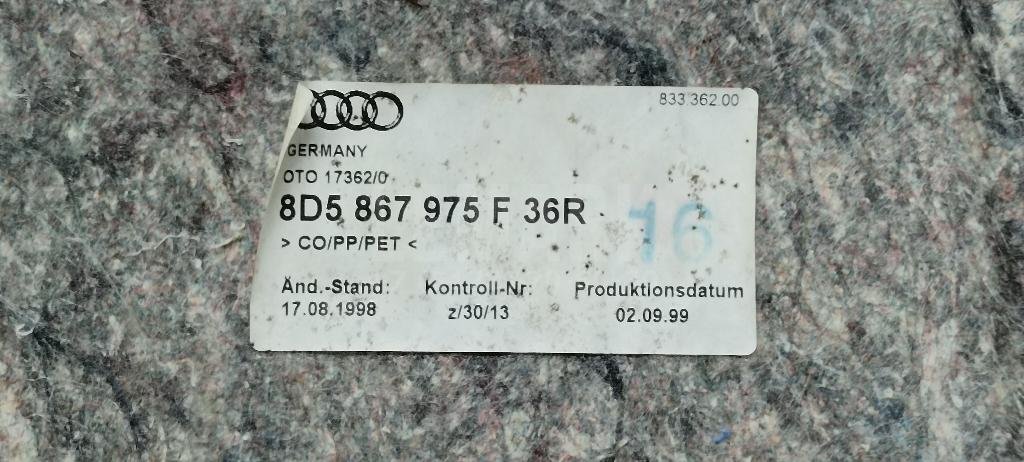 833.362.00
GERMANY
OTO 17362/0
8D5 867 975 F 36R
16
> CO/PP/PET <
Änd.-Stand: Kontroll-Nr: Produktionsdatum
17.08.1998 z/30/13 02.09.99